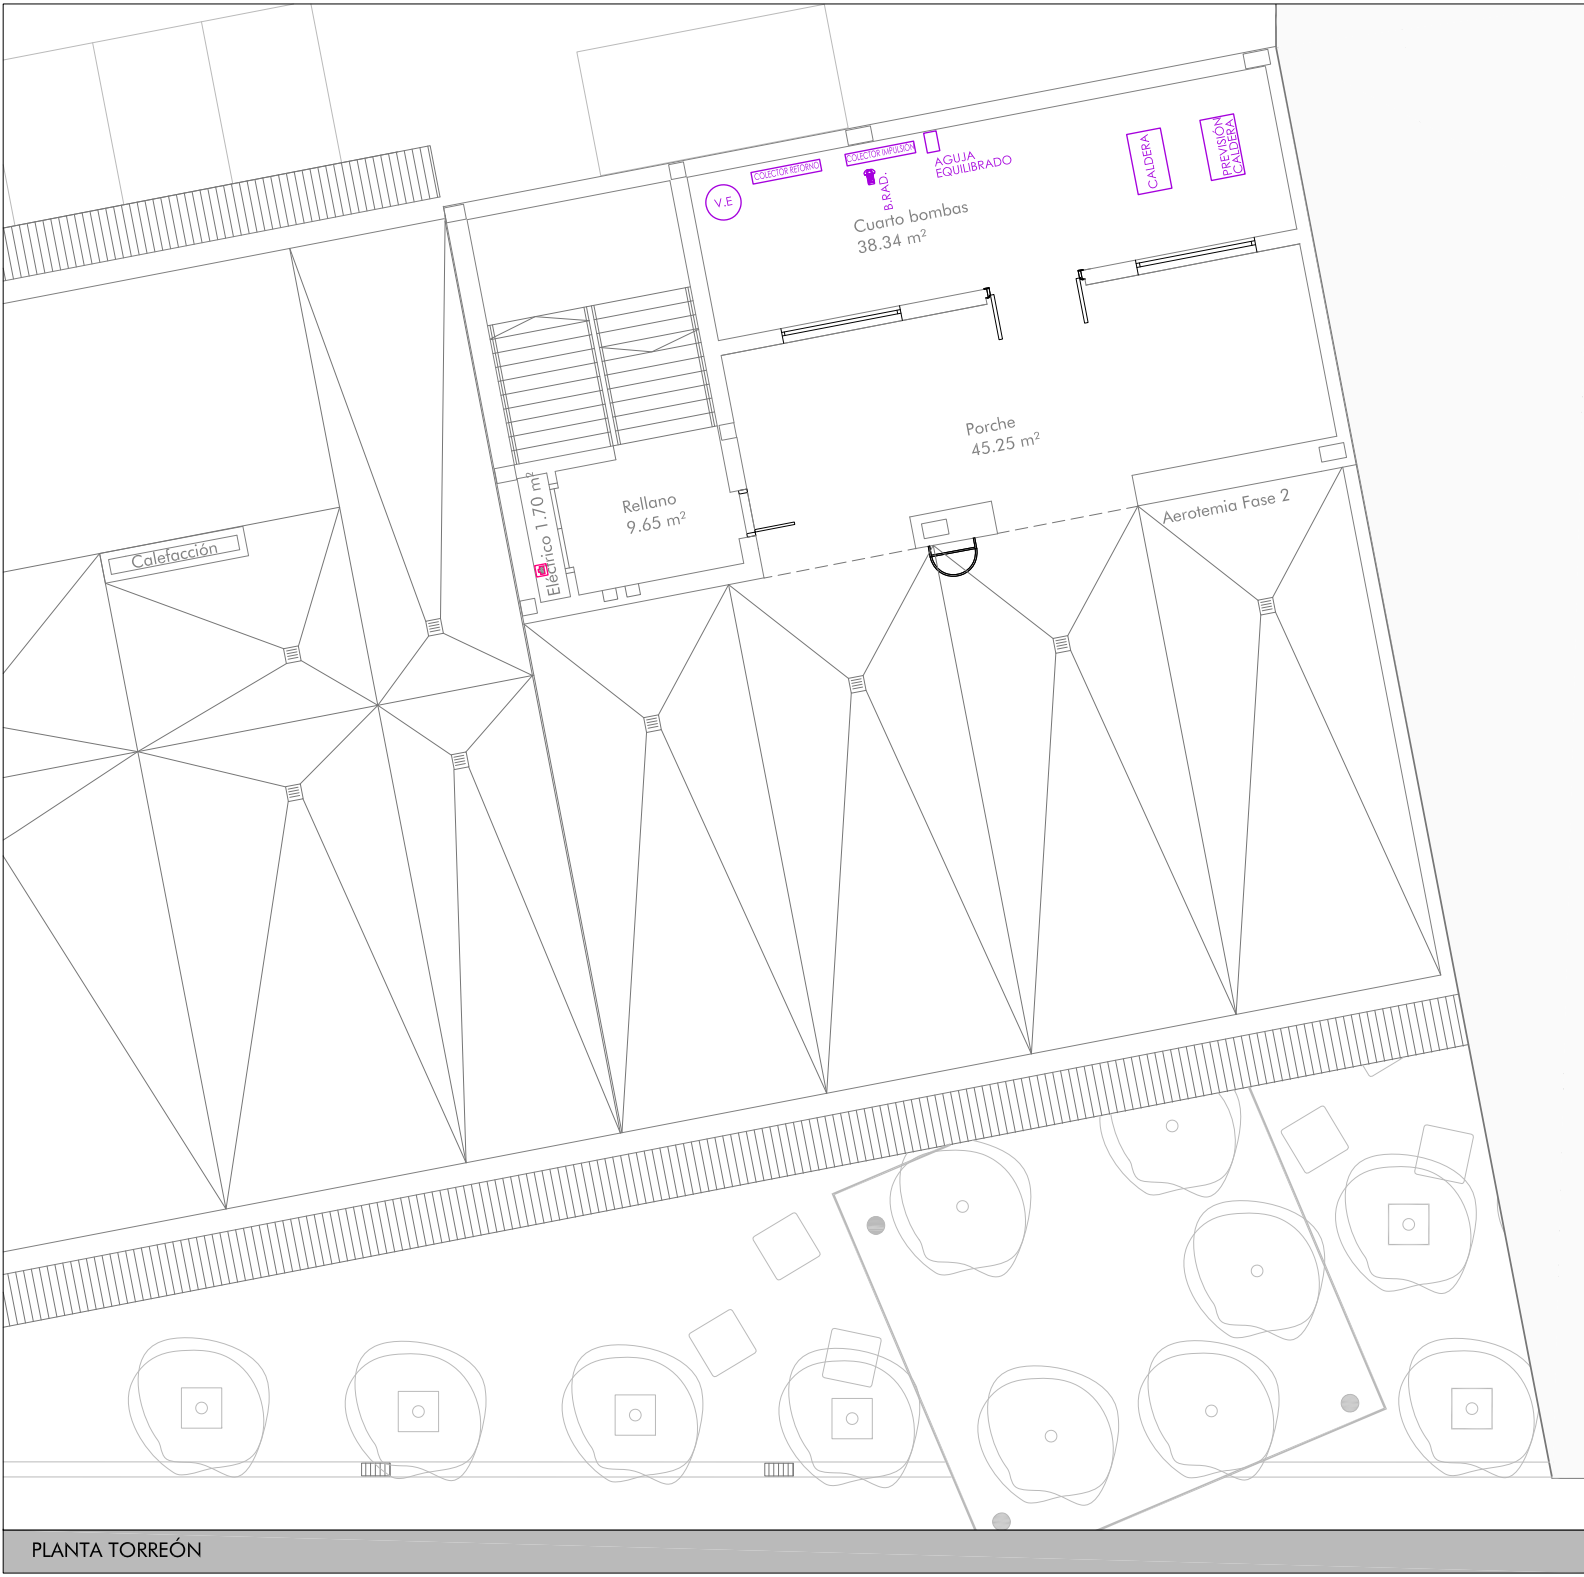 COLECTOR RETORNO
COLECTOR IMPULSION
AGUJA
EQUILIBRADO
V.E
B.RAD.
CALDERA
PREVISIÓN
CALDERA
Cuarto bombas
38.34 m²
Porche
45.25 m²
Rellano
9.65 m²
Eléctrico 1.70 m²
Aerotemia Fase 2
Calefacción
PLANTA TORREÓN